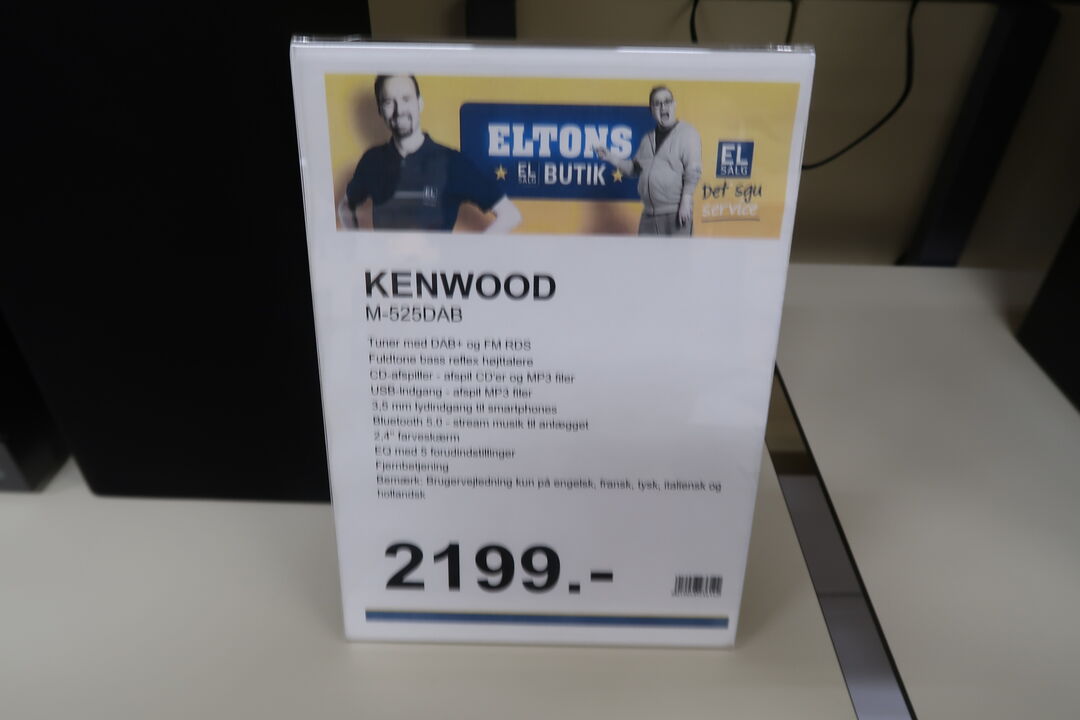 ELTONS
EL SALG BUTIK
EL
SALG
Det sgu
service
EL
KENWOOD
M-525DAB
Tuner med DAB+ og FM RDS
Fuldtone bass reflex højttalere
CD-afspiller - afspil CD'er og MP3 filer
USB-indgang - afspil MP3 filer
3,5 mm lydindgang til smartphones
Bluetooth 5.0 - stream musik til anlægget
2,4" farveskærm
EQ med 5 forudindstillinger
Fjernbetjening
Bemærk: Brugervejledning kun på engelsk, fransk, tysk, italiensk og
hollandsk
2199.-